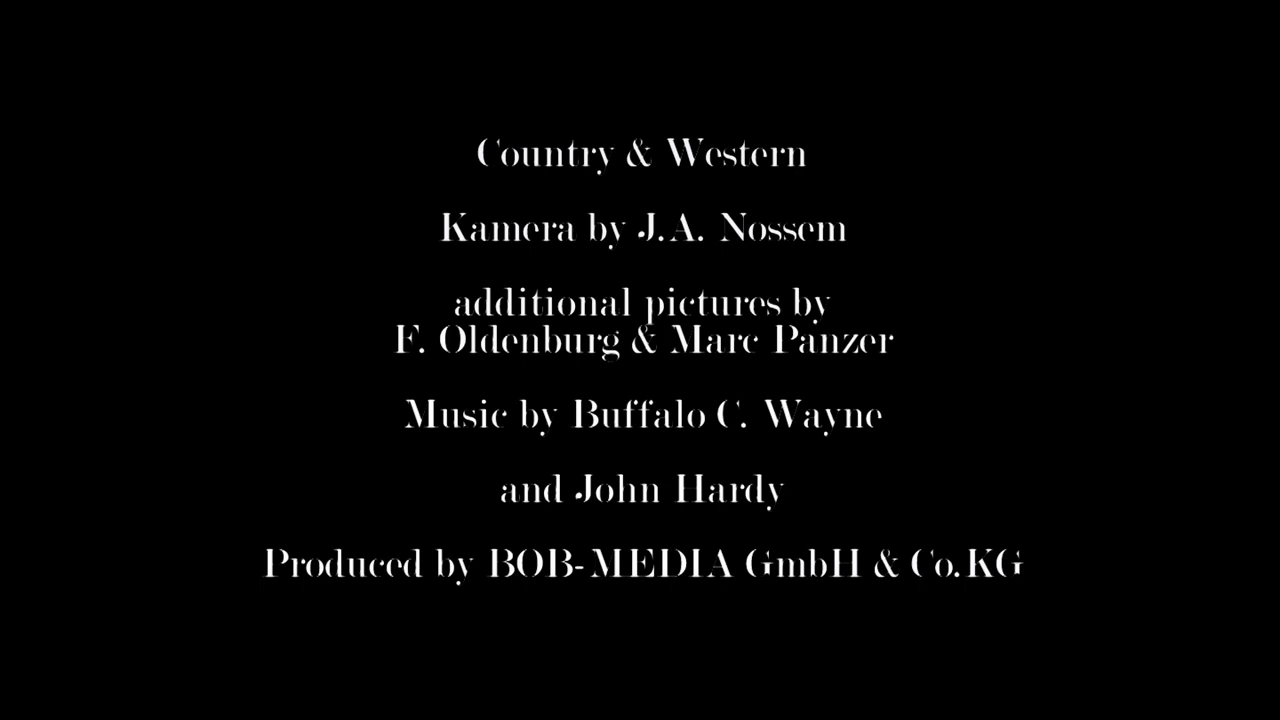 Country & Western
Kamera by J.A. Nossem
additional pictures by
F. Oldenburg & Marc Panzer
Music by Buffalo C. Wayne
and John Hardy
Produced by BOB-MEDIA GmbH & Co.KG